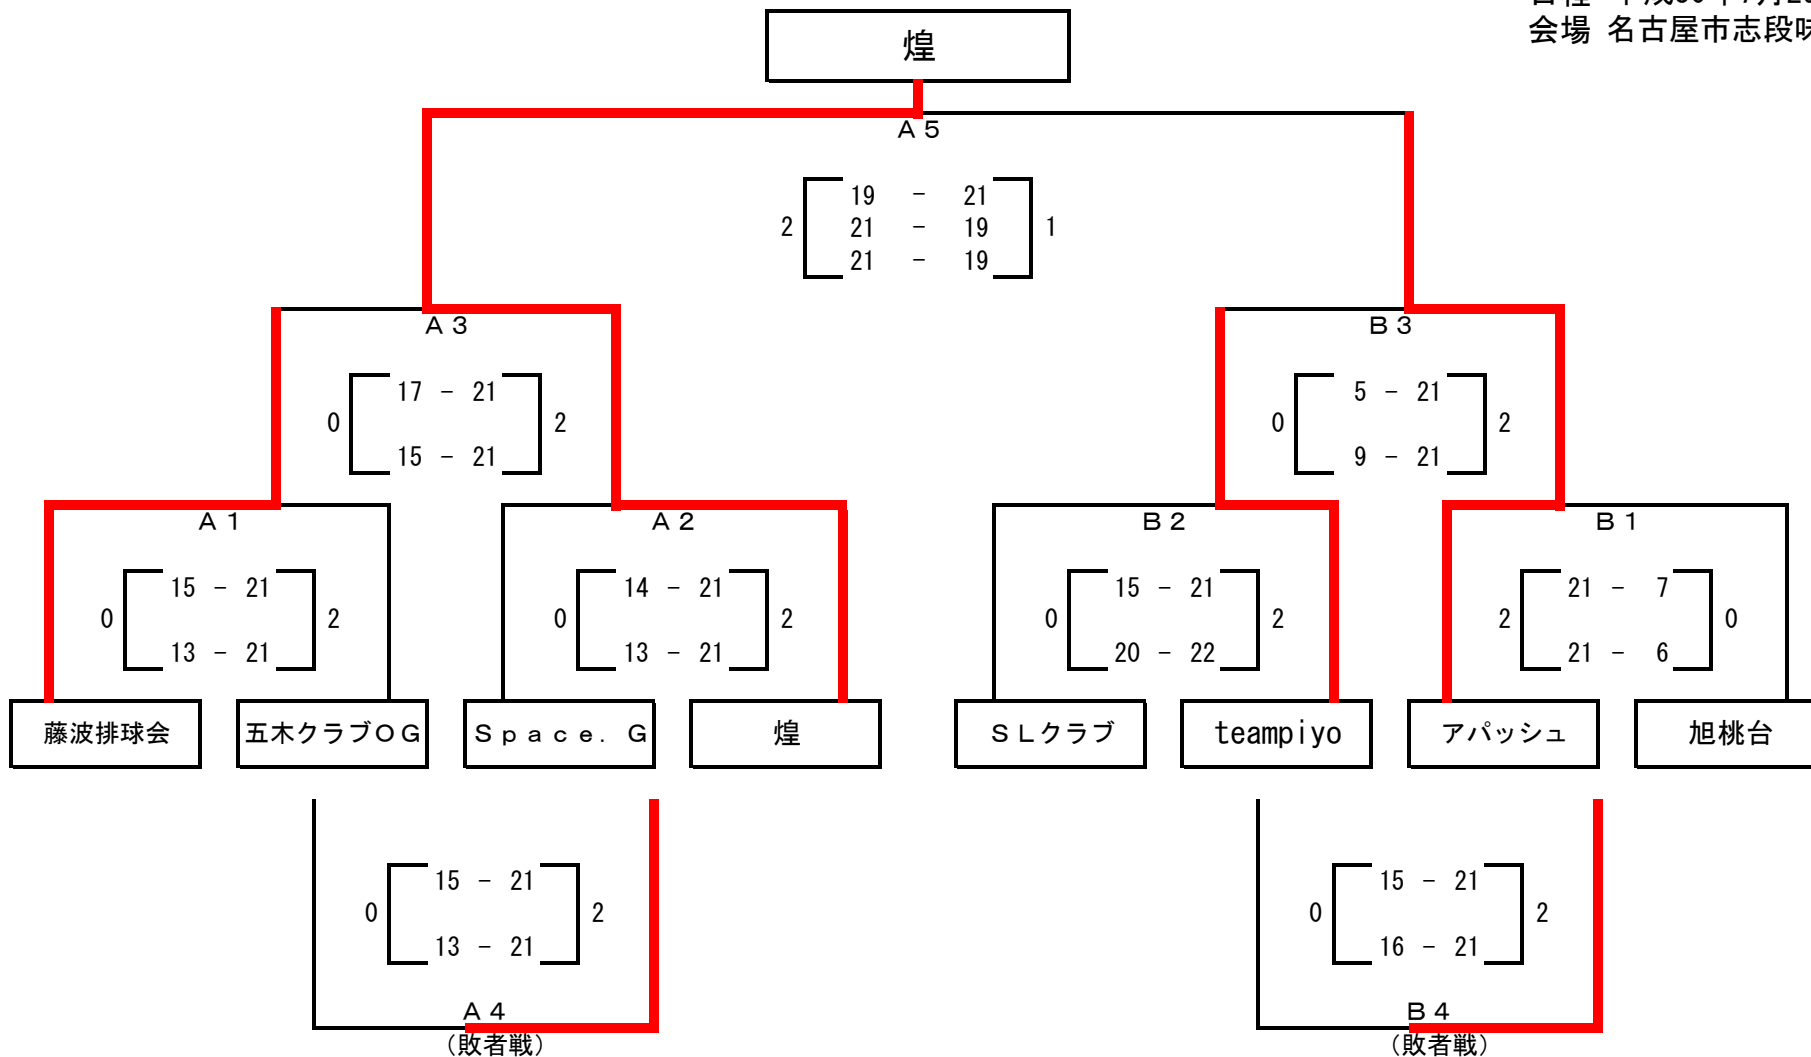 会場 名古屋市志段味
煌
Ａ５
19 － 21
2 21 － 19 1
21 － 19
Ａ３
17 － 21
0 2
15 － 21
Ｂ３
5 － 21
0 2
9 － 21
Ａ１
15 － 21
0 2
13 － 21
Ａ２
14 － 21
0 2
13 － 21
Ｂ２
15 － 21
0 2
20 － 22
Ｂ１
21 － 7
2 0
21 － 6
藤波排球会
五木クラブＯＧ
Ｓｐａｃｅ．Ｇ
煌
ＳＬクラブ
teampiyo
アパッシュ
旭桃台
15 － 21
0 2
13 － 21
Ａ４
（敗者戦）
15 － 21
0 2
16 － 21
Ｂ４
（敗者戦）